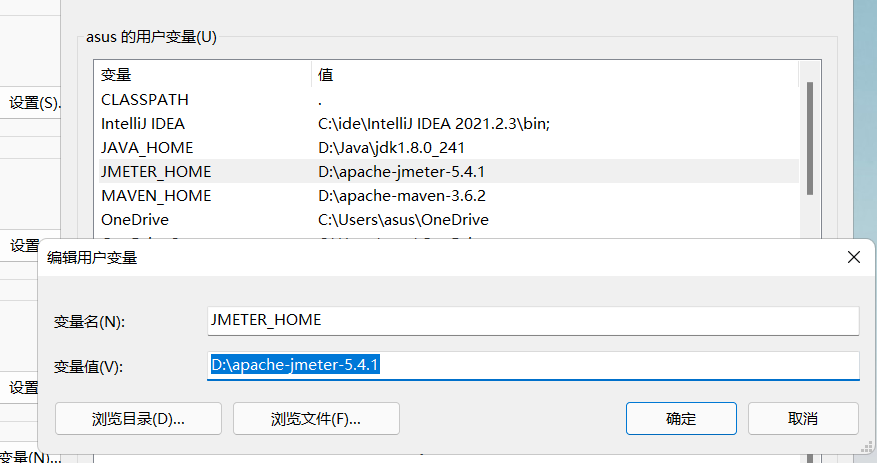 asus 的用户变量(U)
变量 值
CLASSPATH .
IntelliJ IDEA C:\ide\IntelliJ IDEA 2021.2.3\bin;
JAVA_HOME D:\Java\jdk1.8.0_241
设置(S).
JMETER_HOME D:\apache-jmeter-5.4.1
MAVEN_HOME D:\apache-maven-3.6.2
OneDrive C:\Users\asus\OneDrive
设置
编辑用户变量
变量名(N): JMETER_HOME
变量值(V): D:\apache-jmeter-5.4.1
设置
浏览目录(D)... 浏览文件(F)... 确定 取消
变量(N)...